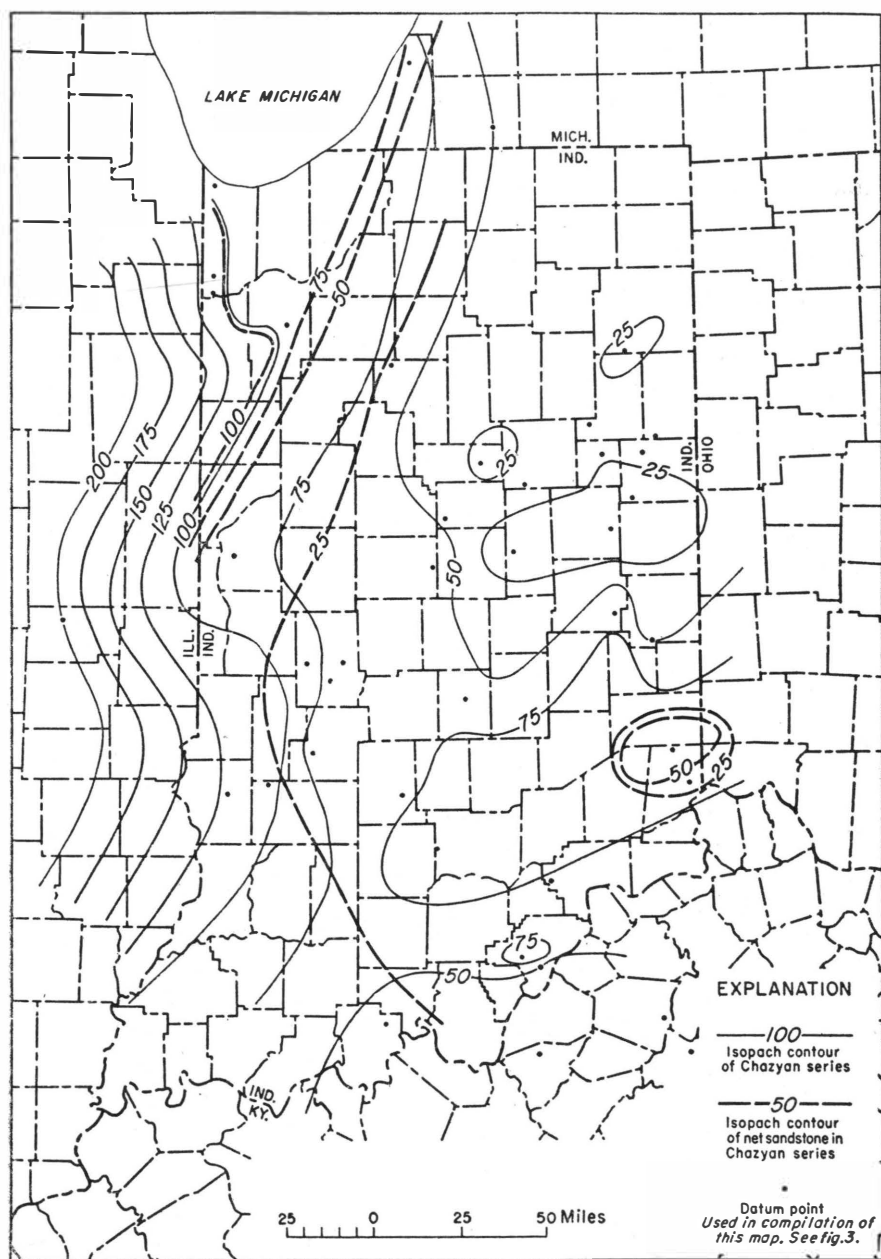 LAKE MICHIGAN
MICH.
IND.
75
50
25
200
175
150
125
100
100
75
25
25
IND.
OHIO
25
50
ILL.
IND.
75
50
25
75
50
IND.
KY.
EXPLANATION
100
Isopach contour
of Chazyan series
50
Isopach contour
of net sandstone in
Chazyan series
Datum point
Used in compilation of
this map. See fig.3.
25 0 25 50 Miles